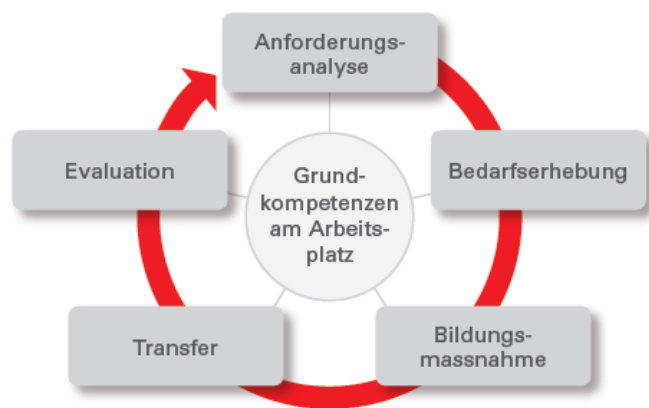 Anforderungs-
analyse
Evaluation
Bedarfserhebung
Grund-
kompetenzen
am Arbeits-
platz
Transfer
Bildungs-
massnahme